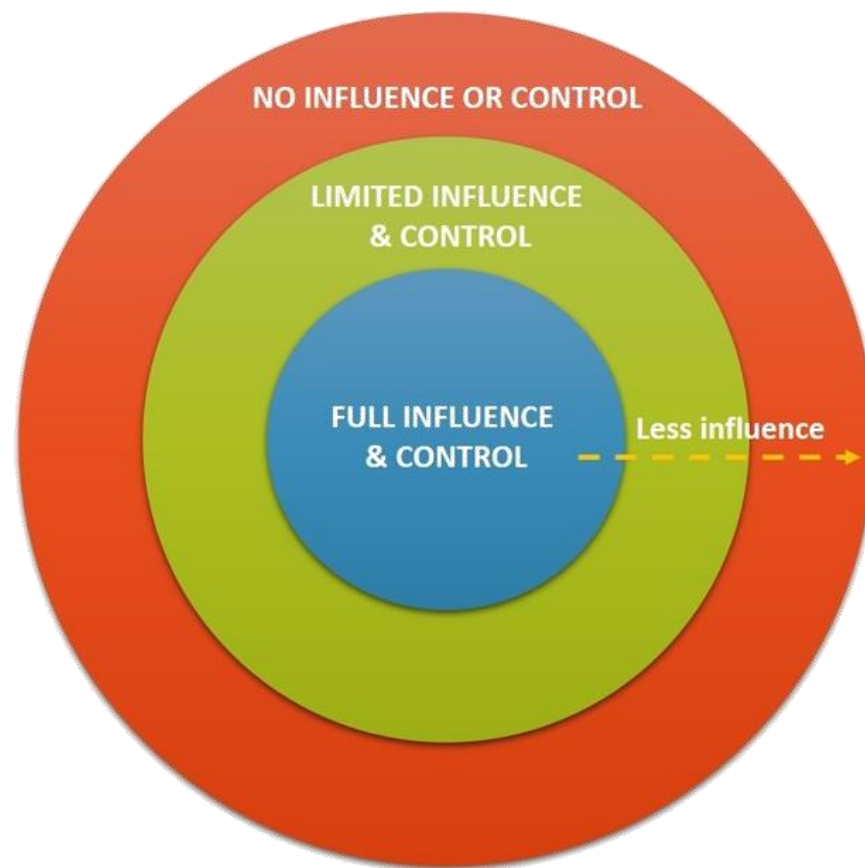 NO INFLUENCE OR CONTROL
LIMITED INFLUENCE
& CONTROL
FULL INFLUENCE
& CONTROL
Less influence